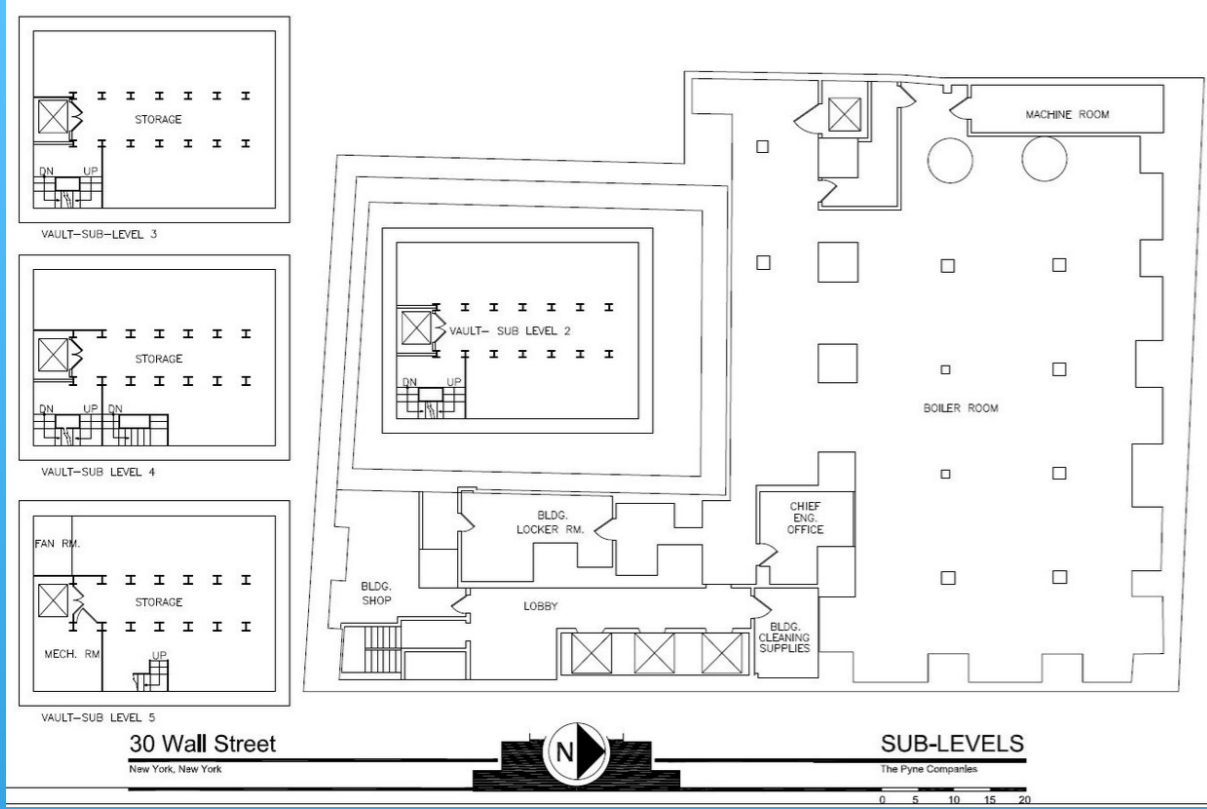 STORAGE
DN UP
VAULT-SUB-LEVEL 3
STORAGE
DN UP DN
VAULT-SUB LEVEL 4
FAN RM.
STORAGE
MECH. RM
UP
VAULT-SUB LEVEL 5
VAULT- SUB LEVEL 2
DN UP
MACHINE ROOM
BOILER ROOM
CHIEF
ENG.
OFFICE
BLDG.
LOCKER RM.
BLDG.
SHOP
LOBBY
BLDG.
CLEANING
SUPPLIES
30 Wall Street
New York, New York
N
SUB-LEVELS
The Pyne Companies
0 5 10 15 20